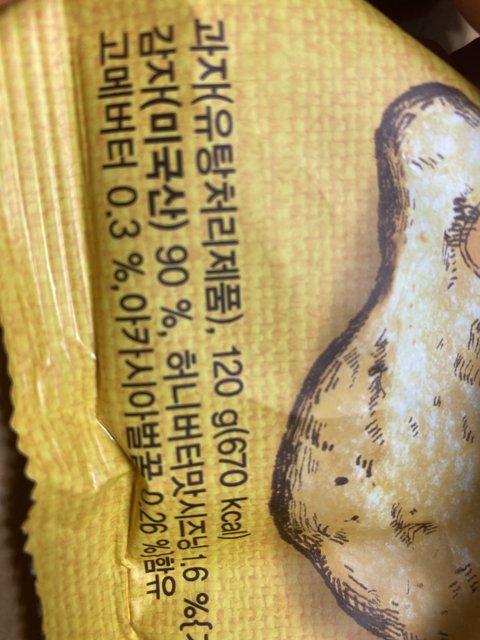 과자(유탕처리제품), 120 g(670 kcal)
감자(미국산) 90 %, 허니버터맛시즈닝1.6 %{
고메버터 0.3 %,아카시아벌꿀 0.26 %}함유